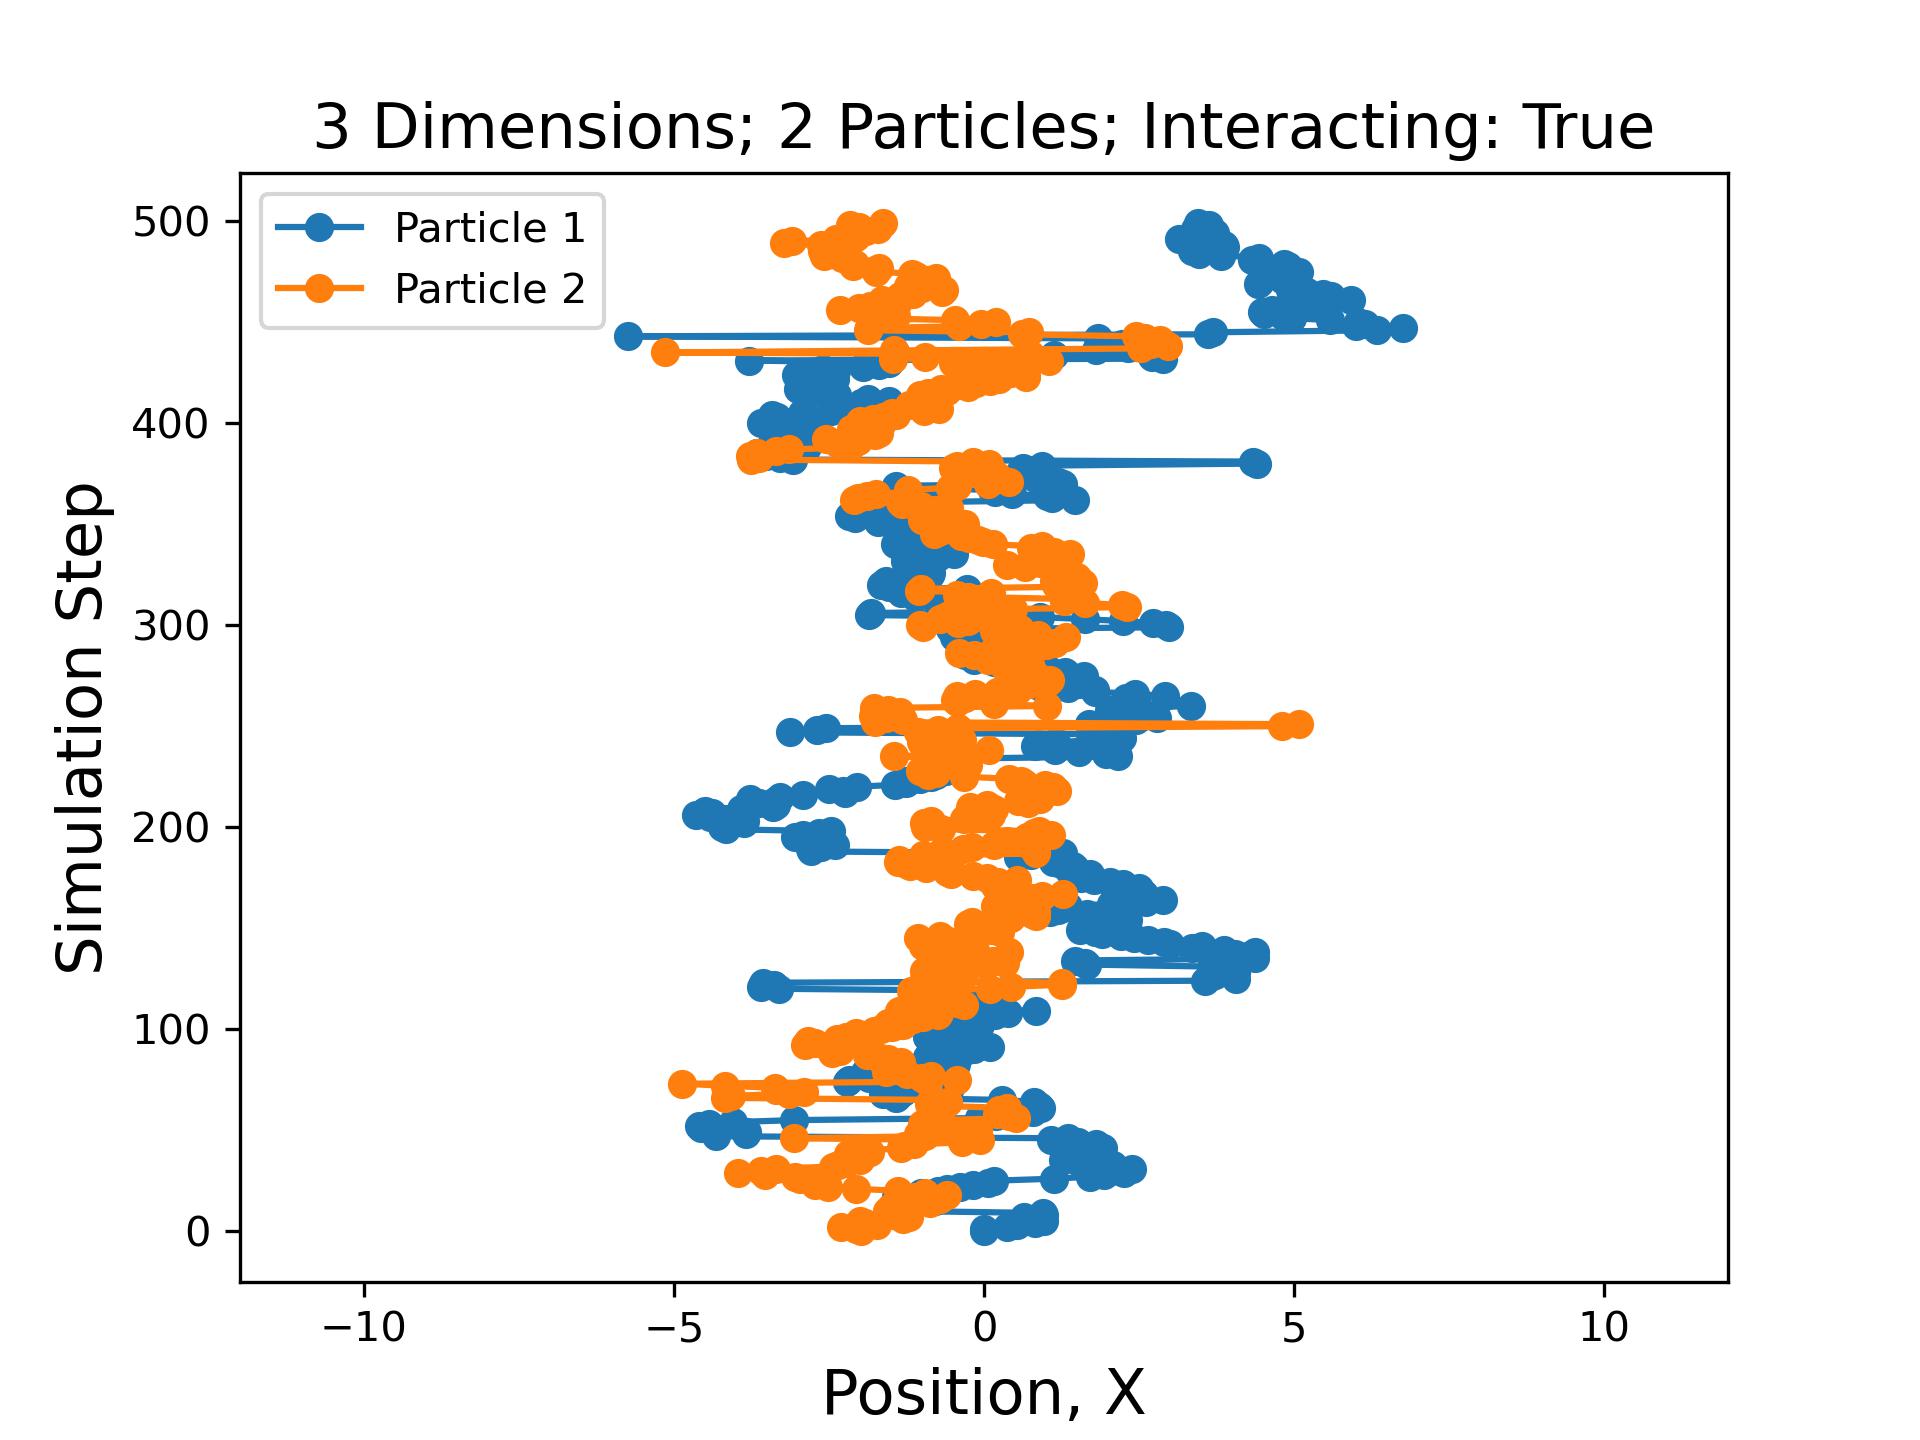 3 Dimensions; 2 Particles; Interacting: True
Particle 1
Particle 2
Simulation Step
500
400
300
200
100
0
−10
−5
0
5
10
Position, X